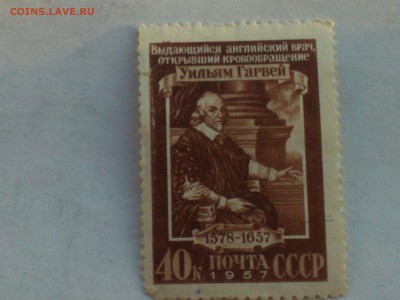 COINS.LAVE.RU
Выдающийся английский врач,
открывший кровообращение
Уильям Гарвей
1578-1657
40к. ПОЧТА СССР
1957